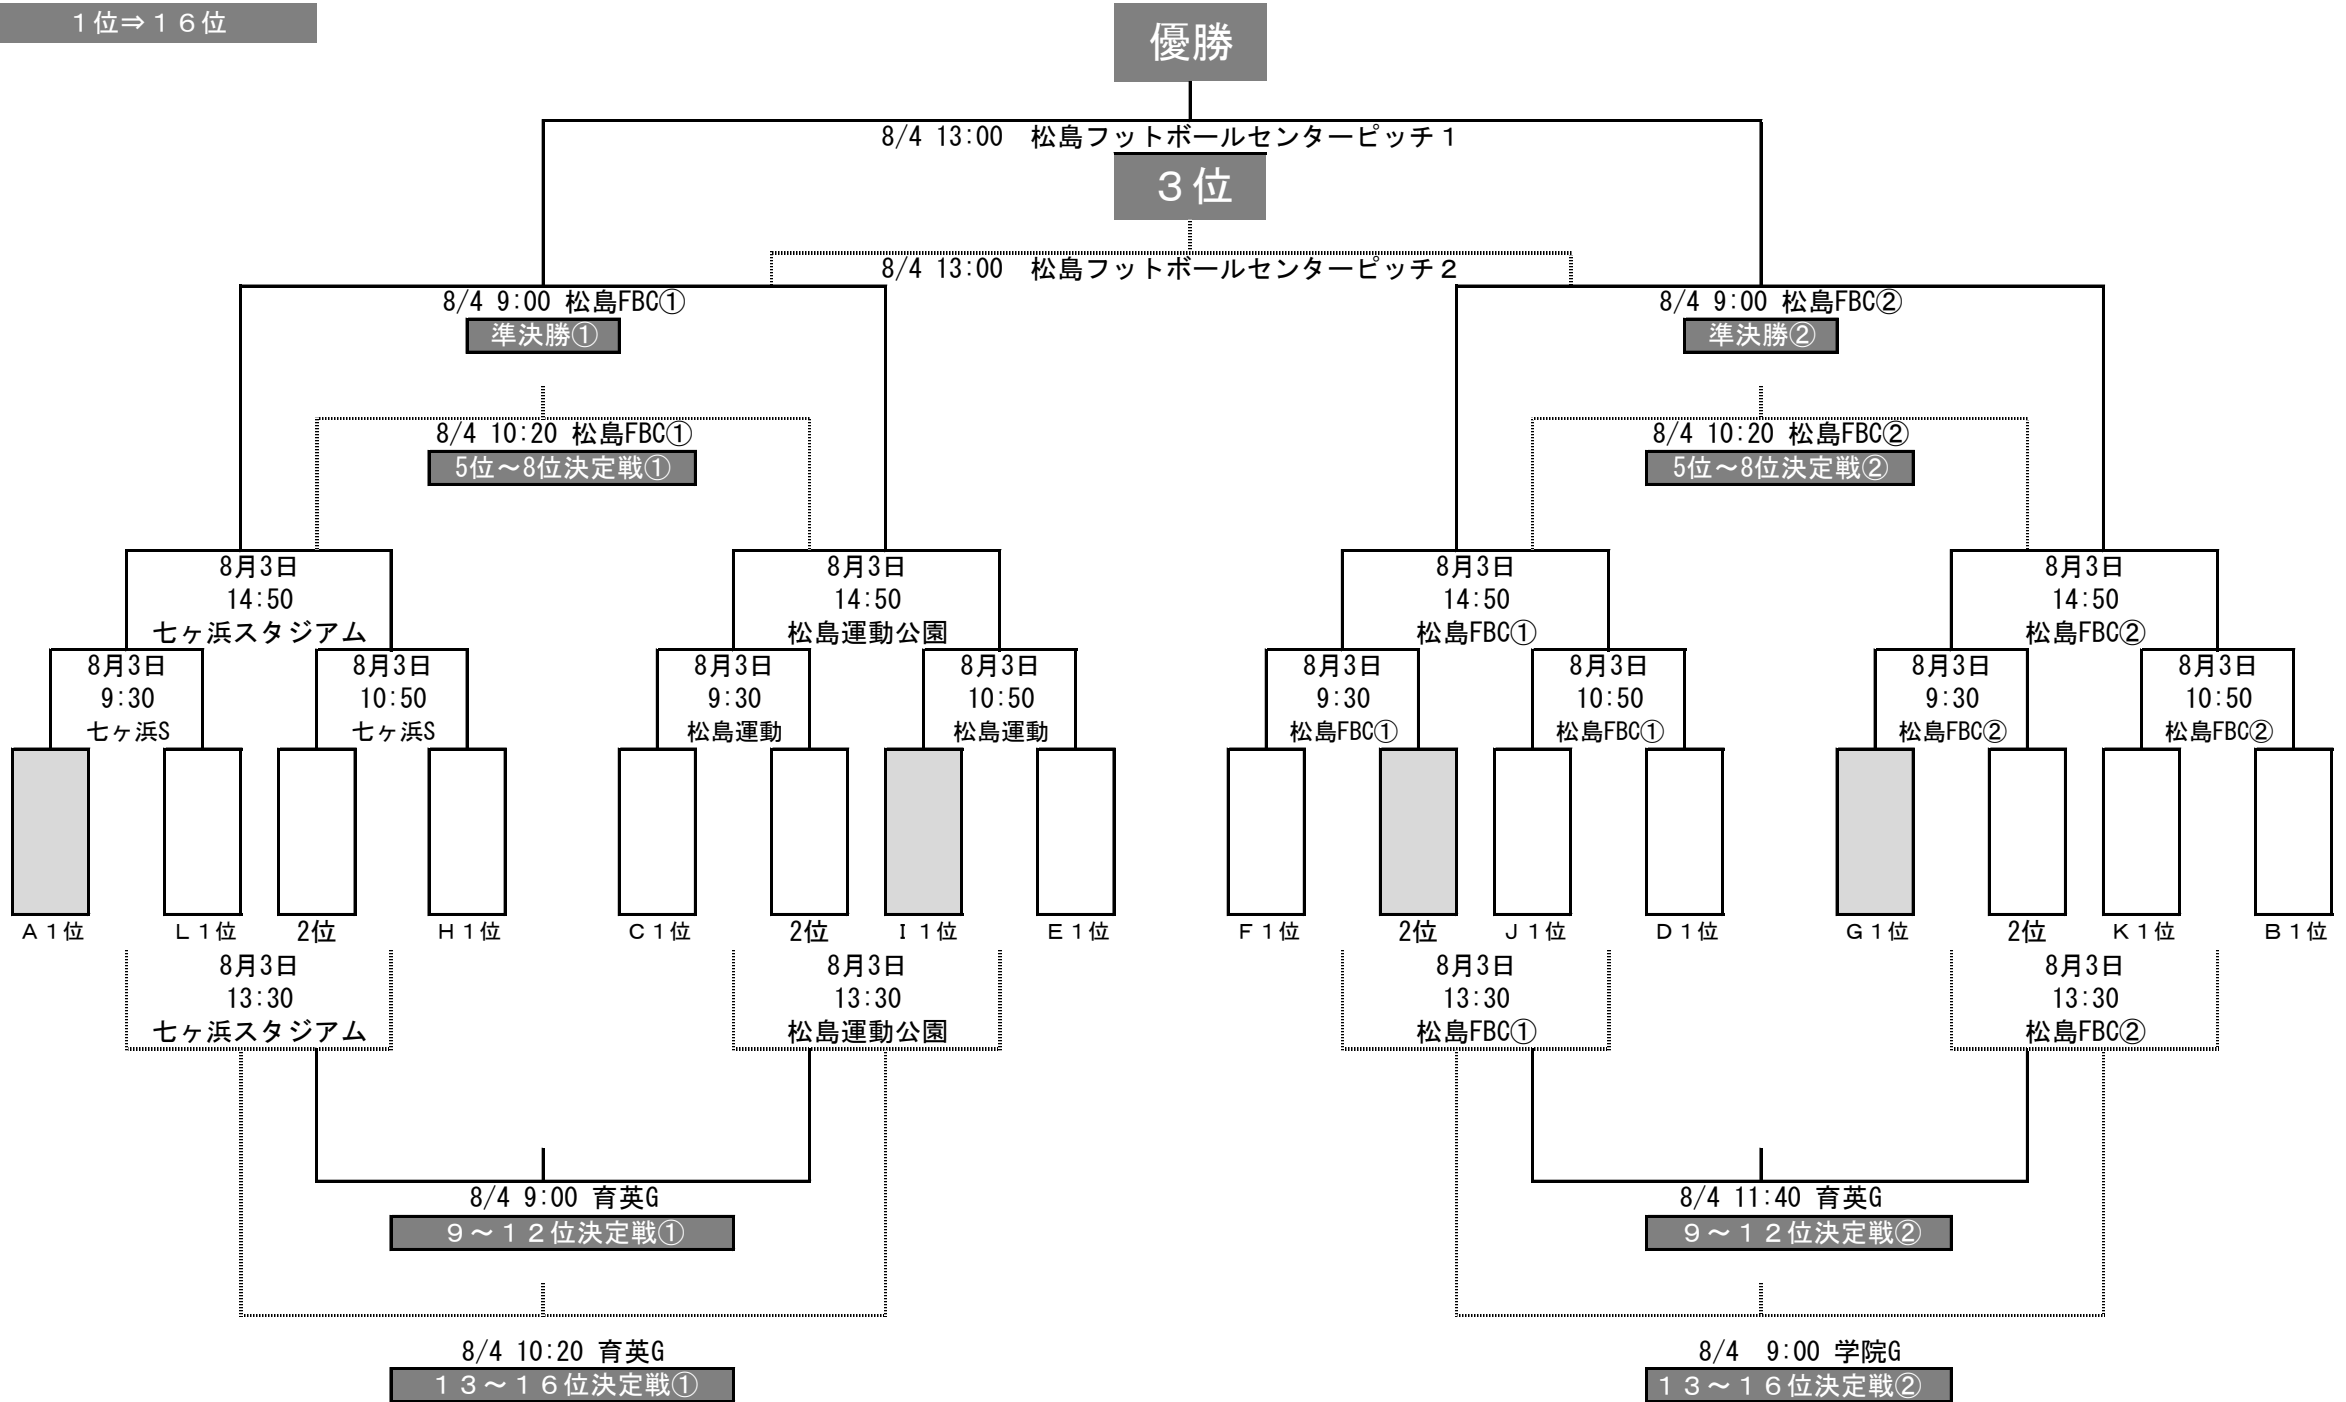 １位⇒１６位
優勝
8/4 13:00　松島フットボールセンターピッチ１
３位
8/4 13:00　松島フットボールセンターピッチ２
8/4 9:00 松島FBC①
8/4 9:00 松島FBC②
準決勝①
準決勝②
8/4 10:20 松島FBC①
8/4 10:20 松島FBC②
5位～8位決定戦①
5位～8位決定戦②
8月3日
14:50
七ヶ浜スタジアム
8月3日
14:50
松島運動公園
8月3日
14:50
松島FBC①
8月3日
14:50
松島FBC②
8月3日
9:30
七ヶ浜S
8月3日
10:50
七ヶ浜S
8月3日
9:30
松島運動
8月3日
10:50
松島運動
8月3日
9:30
松島FBC①
8月3日
10:50
松島FBC①
8月3日
9:30
松島FBC②
8月3日
10:50
松島FBC②
Ａ１位
Ｌ１位
2位
Ｈ１位
Ｃ１位
2位
Ｉ１位
Ｅ１位
Ｆ１位
2位
Ｊ１位
Ｄ１位
Ｇ１位
2位
Ｋ１位
Ｂ１位
8月3日
13:30
七ヶ浜スタジアム
8月3日
13:30
松島運動公園
8月3日
13:30
松島FBC①
8月3日
13:30
松島FBC②
8/4 9:00 育英G
8/4 11:40 育英G
９～１２位決定戦①
９～１２位決定戦②
8/4 10:20 育英G
8/4　9:00 学院G
１３～１６位決定戦①
１３～１６位決定戦②